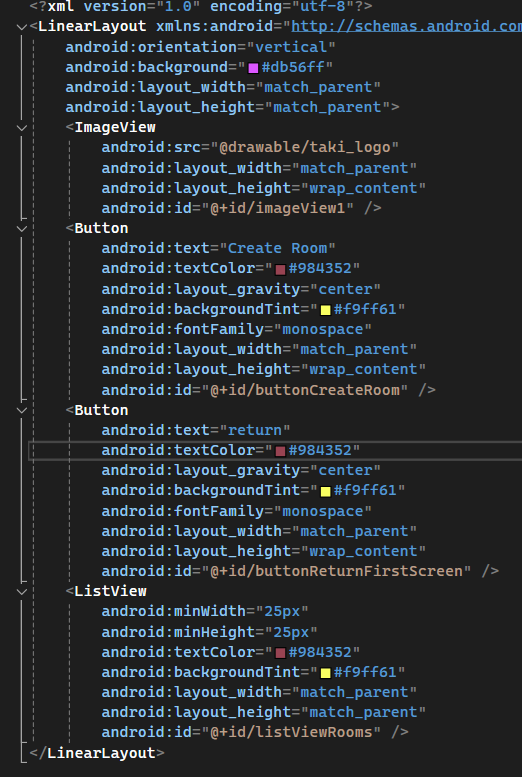 <?xml version="1.0" encoding="utf-8"?>
<LinearLayout xmlns:android="http://schemas.android.com
android:orientation="vertical"
android:background="#db56ff"
android:layout_width="match_parent"
android:layout_height="match_parent">
<ImageView
android:src="@drawable/taki_logo"
android:layout_width="match_parent"
android:layout_height="wrap_content"
android:id="@+id/imageView1" />
<Button
android:text="Create Room"
android:textColor="#984352"
android:layout_gravity="center"
android:backgroundTint="#f9ff61"
android:fontFamily="monospace"
android:layout_width="match_parent"
android:layout_height="wrap_content"
android:id="@+id/buttonCreateRoom" />
<Button
android:text="return"
android:textColor="#984352"
android:layout_gravity="center"
android:backgroundTint="#f9ff61"
android:fontFamily="monospace"
android:layout_width="match_parent"
android:layout_height="wrap_content"
android:id="@+id/buttonReturnFirstScreen" />
<ListView
android:minWidth="25px"
android:minHeight="25px"
android:textColor="#984352"
android:backgroundTint="#f9ff61"
android:layout_width="match_parent"
android:layout_height="match_parent"
android:id="@+id/listViewRooms" />
</LinearLayout>